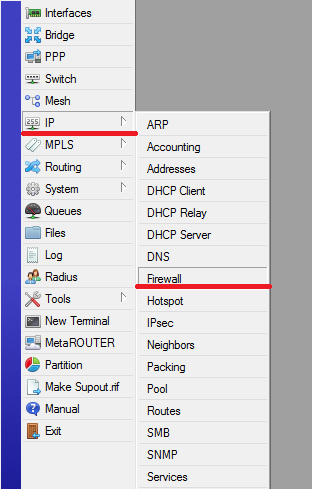 Interfaces
Bridge
PPP
Switch
Mesh
IP
MPLS
Routing
System
Queues
Files
Log
Radius
Tools
New Terminal
MetaROUTER
Partition
Make Supout.rif
Manual
Exit
ARP
Accounting
Addresses
DHCP Client
DHCP Relay
DHCP Server
DNS
Firewall
Hotspot
IPsec
Neighbors
Packing
Pool
Routes
SMB
SNMP
Services